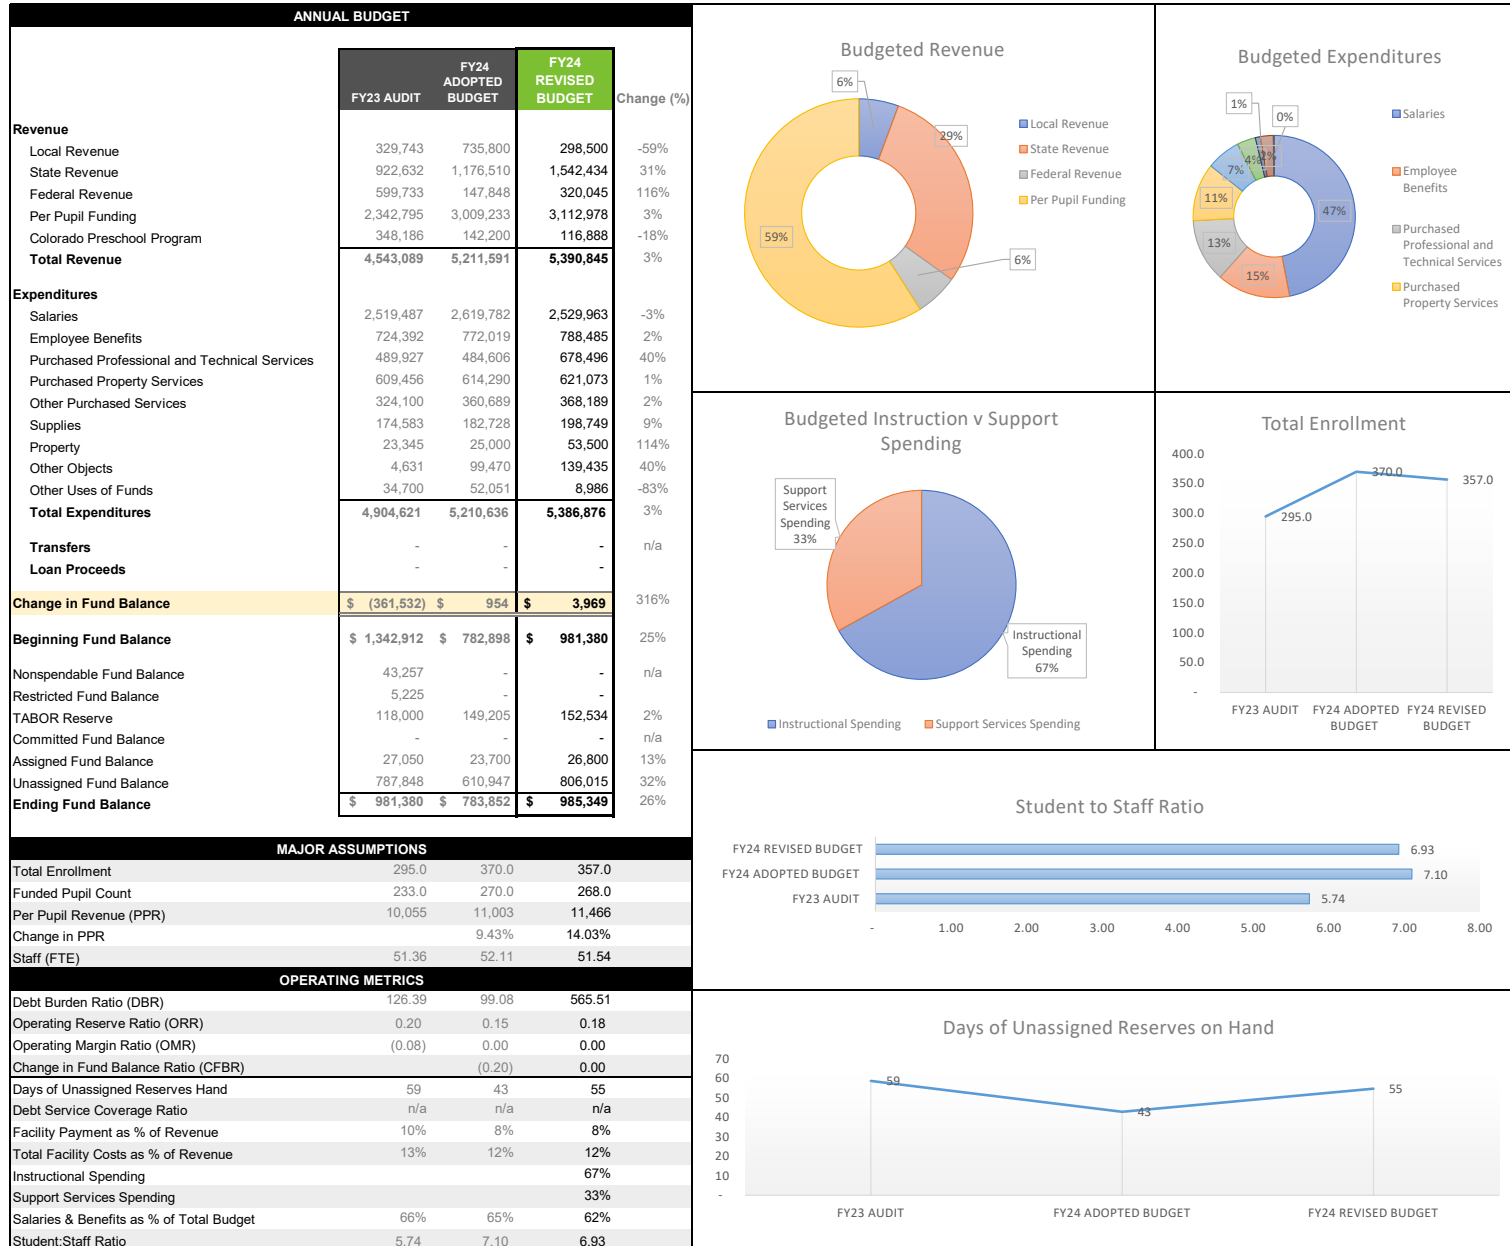 ANNUAL BUDGET
FY23 AUDIT FY24 ADOPTED BUDGET FY24 REVISED BUDGET Change (%)
Revenue
Local Revenue 329,743 735,800 298,500 -59%
State Revenue 922,632 1,176,510 1,542,434 31%
Federal Revenue 599,733 147,848 320,045 116%
Per Pupil Funding 2,342,795 3,009,233 3,112,978 3%
Colorado Preschool Program 348,186 142,200 116,888 -18%
Total Revenue 4,543,089 5,211,591 5,390,845 3%
Expenditures
Salaries 2,519,487 2,619,782 2,529,963 -3%
Employee Benefits 724,392 772,019 788,485 2%
Purchased Professional and Technical Services 489,927 484,606 678,496 40%
Purchased Property Services 609,456 614,290 621,073 1%
Other Purchased Services 324,100 360,689 368,189 2%
Supplies 174,583 182,728 198,749 9%
Property 23,345 25,000 53,500 114%
Other Objects 4,631 99,470 139,435 40%
Other Uses of Funds 34,700 52,051 8,986 -83%
Total Expenditures 4,904,621 5,210,636 5,386,876 3%
Transfers - - - n/a
Loan Proceeds - - -
Change in Fund Balance $ (361,532) $ 954 $ 3,969 316%
Beginning Fund Balance $ 1,342,912 $ 782,898 $ 981,380 25%
Nonspendable Fund Balance 43,257 - - n/a
Restricted Fund Balance 5,225 - -
TABOR Reserve 118,000 149,205 152,534 2%
Committed Fund Balance - - - n/a
Assigned Fund Balance 27,050 23,700 26,800 13%
Unassigned Fund Balance 787,848 610,947 806,015 32%
Ending Fund Balance $ 981,380 $ 783,852 $ 985,349 26%
MAJOR ASSUMPTIONS
Total Enrollment 295.0 370.0 357.0
Funded Pupil Count 233.0 270.0 268.0
Per Pupil Revenue (PPR) 10,055 11,003 11,466
Change in PPR 9.43% 14.03%
Staff (FTE) 51.36 52.11 51.54
OPERATING METRICS
Debt Burden Ratio (DBR) 126.39 99.08 565.51
Operating Reserve Ratio (ORR) 0.20 0.15 0.18
Operating Margin Ratio (OMR) (0.08) 0.00 0.00
Change in Fund Balance Ratio (CFBR) (0.20) 0.00
Days of Unassigned Reserves Hand 59 43 55
Debt Service Coverage Ratio n/a n/a n/a
Facility Payment as % of Revenue 10% 8% 8%
Total Facility Costs as % of Revenue 13% 12% 12%
Instructional Spending 67%
Support Services Spending 33%
Salaries & Benefits as % of Total Budget 66% 65% 62%
Student:Staff Ratio 5.74 7.10 6.93
Budgeted Revenue
6%
29%
59%
6%
Local Revenue
State Revenue
Federal Revenue
Per Pupil Funding
Budgeted Expenditures
1%
0%
4%
7%
11%
13%
15%
47%
Salaries
Employee
Benefits
Purchased
Professional and
Technical Services
Purchased
Property Services
Budgeted Instruction v Support
Spending
Support
Services
Spending
33%
Instructional
Spending
67%
Instructional Spending Support Services Spending
Total Enrollment
400.0
350.0
300.0
250.0
200.0
150.0
100.0
50.0
-
295.0
370.0
357.0
FY23 AUDIT FY24 ADOPTED BUDGET FY24 REVISED BUDGET
Student to Staff Ratio
FY24 REVISED BUDGET 6.93
FY24 ADOPTED BUDGET 7.10
FY23 AUDIT 5.74
- 1.00 2.00 3.00 4.00 5.00 6.00 7.00 8.00
Days of Unassigned Reserves on Hand
70
60
50
40
30
20
10
-
59
43
55
FY23 AUDIT FY24 ADOPTED BUDGET FY24 REVISED BUDGET